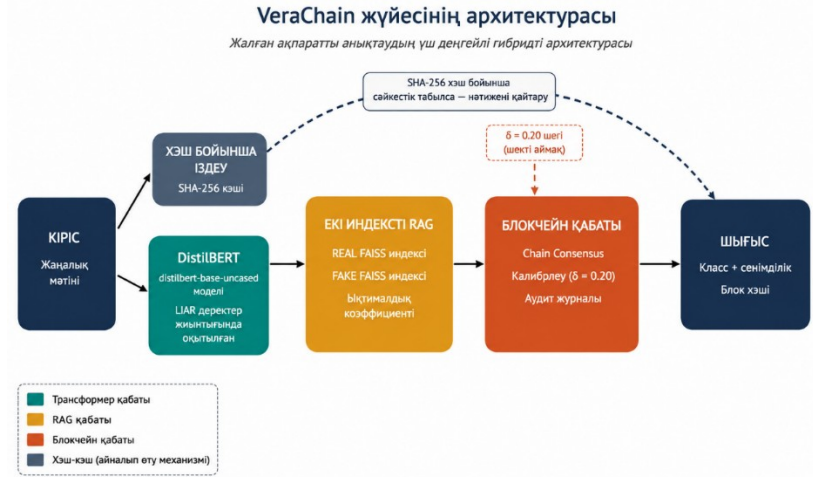 VeraChain жүйесінің архитектурасы
Жалған ақпаратты анықтаудың үш деңгейлі гибридті архитектурасы
SHA-256 хэш бойынша
сәйкестік табылса — нәтижені қайтару
δ = 0.20 шегі
(шекті аймақ)
ХЭШ БОЙЫНША
ІЗДЕУ
SHA-256 кэші
КІРІС
Жаңалық
мәтіні
DistilBERT
distilbert-base-uncased
моделі
LIAR деректер
жиынтығында
оқытылған
ЕКІ ИНДЕКСТІ RAG
REAL FAISS индексі
FAKE FAISS индексі
Ықтималдық
коэффициенті
БЛОКЧЕЙН ҚАБАТЫ
Chain Consensus
Калибрлеу (δ = 0.20)
Аудит журналы
ШЫҒЫС
Класс + сенімділік
Блок хэші
Трансформер қабаты
RAG қабаты
Блокчейн қабаты
Хэш-кэш (айналып өту механизмі)